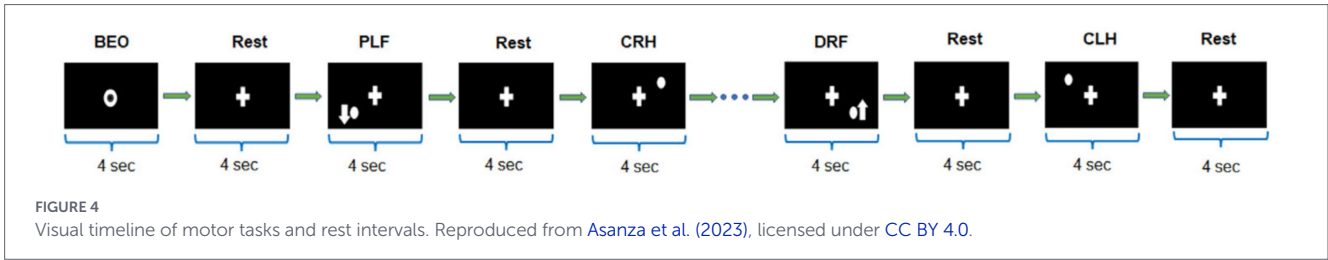 BEO Rest PLF Rest CRH DRF Rest CLH Rest
4 sec 4 sec 4 sec 4 sec 4 sec 4 sec 4 sec 4 sec 4 sec
FIGURE 4
Visual timeline of motor tasks and rest intervals. Reproduced from Asanza et al. (2023), licensed under CC BY 4.0.